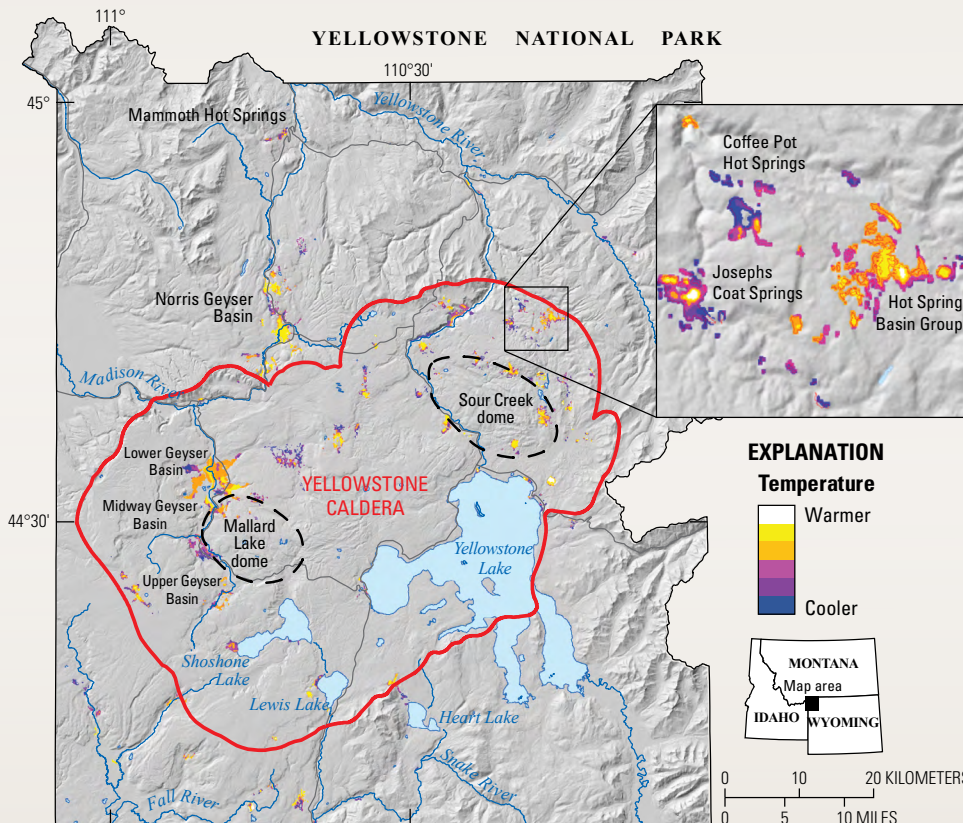 111°
YELLOWSTONE NATIONAL PARK
110°30'
45°
Mammoth Hot Springs
Yellowstone River
Coffee Pot
Hot Springs
Josephs
Coat Springs
Hot Spring
Basin Group
Norris Geyser
Basin
Madison River
Sour Creek
dome
Lower Geyser
Basin
YELLOWSTONE
CALDERA
Midway Geyser
Basin
44°30'
Mallard
Lake
dome
Yellowstone
Lake
Upper Geyser
Basin
Shoshone
Lake
Lewis Lake
Heart Lake
Snake River
Fall River
EXPLANATION
Temperature
Warmer
Cooler
MONTANA
Map area
IDAHO
WYOMING
0 10 20 KILOMETERS
0 5 10 MILES